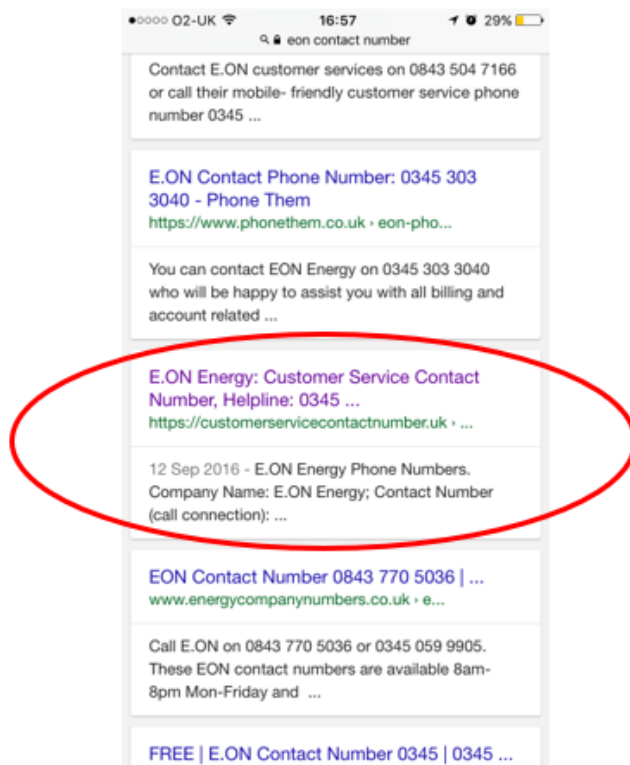 O2-UK 16:57 29%
eon contact number
Contact E.ON customer services on 0843 504 7166
or call their mobile- friendly customer service phone
number 0345 ...
E.ON Contact Phone Number: 0345 303
3040 - Phone Them
https://www.phonethem.co.uk › eon-pho...
You can contact EON Energy on 0345 303 3040
who will be happy to assist you with all billing and
account related ...
E.ON Energy: Customer Service Contact
Number, Helpline: 0345 ...
https://customerservicecontactnumber.uk › ...
12 Sep 2016 - E.ON Energy Phone Numbers.
Company Name: E.ON Energy; Contact Number
(call connection): ...
EON Contact Number 0843 770 5036 | ...
www.energycompanynumbers.co.uk › e...
Call E.ON on 0843 770 5036 or 0345 059 9905.
These EON contact numbers are available 8am-
8pm Mon-Friday and ...
FREE | E.ON Contact Number 0345 | 0345 ...